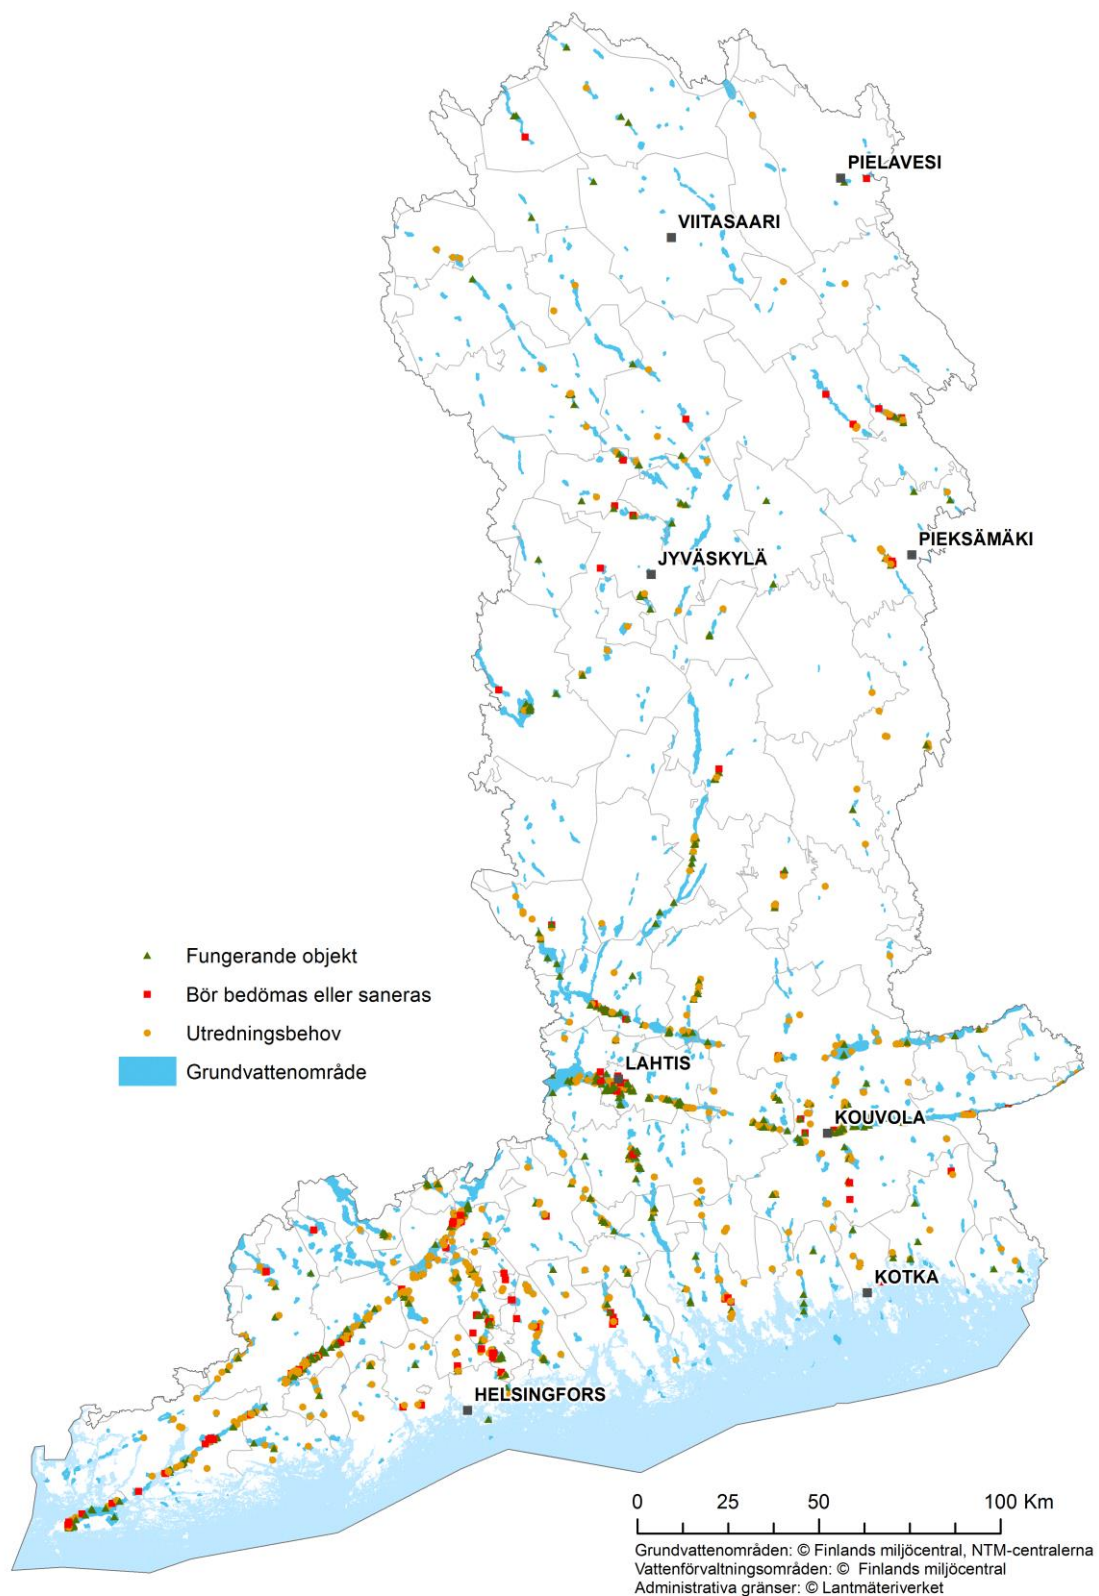 PIELAVESI
VIITASAARI
PIEKSÄMÄKI
JYVÄSKYLÄ
Fungerande objekt
Bör bedömas eller saneras
Utredningsbehov
Grundvattenområde
LAHTIS
KOUVOLA
KOTKA
HELSINGFORS
0 25 50 100 Km
Grundvattenområden: © Finlands miljöcentral, NTM-centralerna
Vattenförvaltningsområden: © Finlands miljöcentral
Administrativa gränser: © Lantmäteriverket